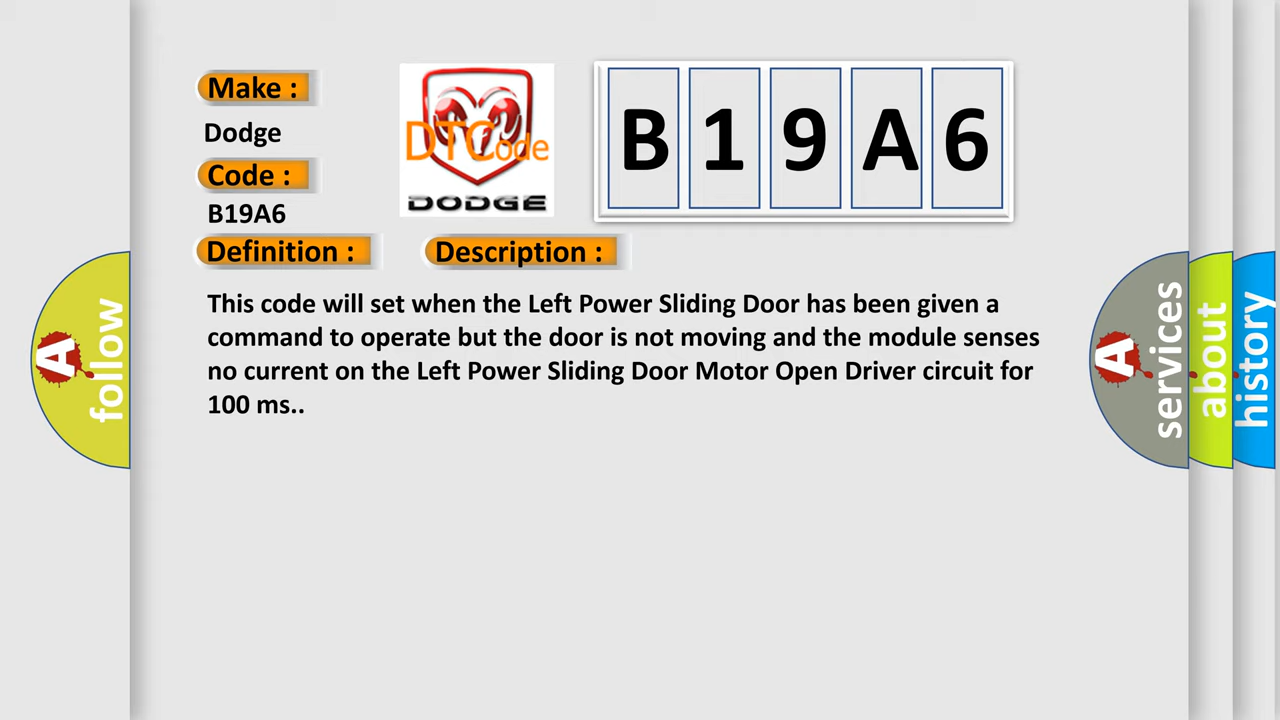 Make :
Dodge
Code :
B19A6
DTCode
DODGE
B 1 9 A 6
Definition :
Description :
This code will set when the Left Power Sliding Door has been given a
command to operate but the door is not moving and the module senses
no current on the Left Power Sliding Door Motor Open Driver circuit for
100 ms..
A follow
A services
about
history